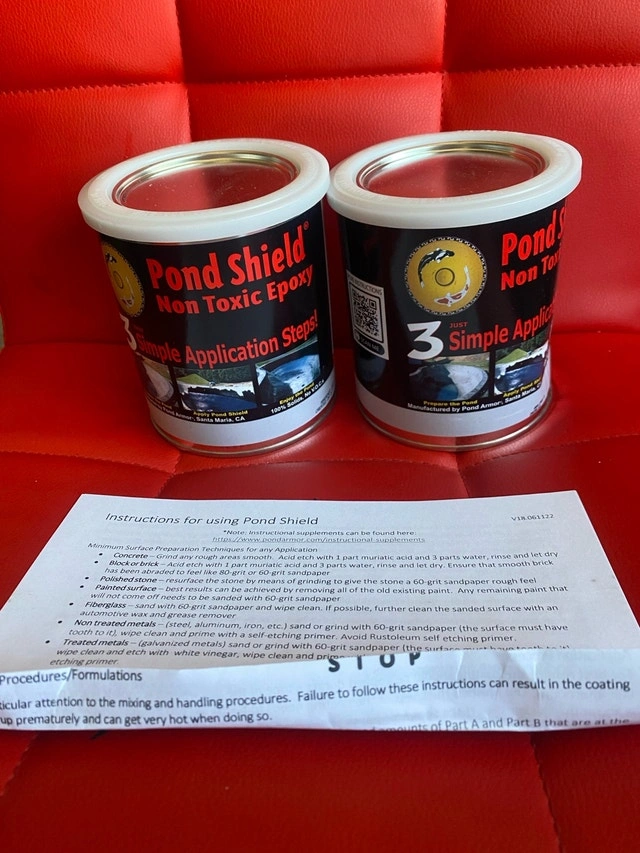 Pond Shield®
Non Toxic Epoxy
3 Simple Application Steps!
Apply Pond Shield
Enjoy the Pond
Pond Armor, Santa Maria, CA
100% Solids, No V.O.C.s
Pond S
Non Tox
INSTRUCTIONS
3 JUST
Simple Applic
Prepare the Pond
Apply Pond
Manufactured by Pond Armor, Santa Maria, C
Instructions for using Pond Shield
v18.061122
*Note: Instructional supplements can be found here:
https://www.pondarmor.com/instructional-supplements
Minimum Surface Preparation Techniques for any Application
• Concrete – Grind any rough areas smooth. Acid etch with 1 part muriatic acid and 3 parts water, rinse and let dry
• Block or brick – Acid etch with 1 part muriatic acid and 3 parts water, rinse and let dry. Ensure that smooth brick
has been abraded to feel like 80-grit or 60-grit sandpaper
• Polished stone - resurface the stone by means of grinding to give the stone a 60-grit sandpaper rough feel
• Painted surface – best results can be achieved by removing all of the old existing paint. Any remaining paint that
will not come off needs to be sanded with 60-grit sandpaper
• Fiberglass – sand with 60-grit sandpaper and wipe clean. If possible, further clean the sanded surface with an
automotive wax and grease remover
• Non treated metals – (steel, aluminum, iron, etc.) sand or grind with 60-grit sandpaper (the surface must have
tooth to it), wipe clean and prime with a self-etching primer. Avoid Rustoleum self etching primer.
• Treated metals – (galvanized metals) sand or grind with 60-grit sandpaper (the surface must have tooth to it)
wipe clean and etch with white vinegar, wipe clean and prim
etching primer.
STOP
Procedures/Formulations
ticular attention to the mixing and handling procedures. Failure to follow these instructions can result in the coating
up prematurely and can get very hot when doing so.
amounts of Part A and Part B that are at the